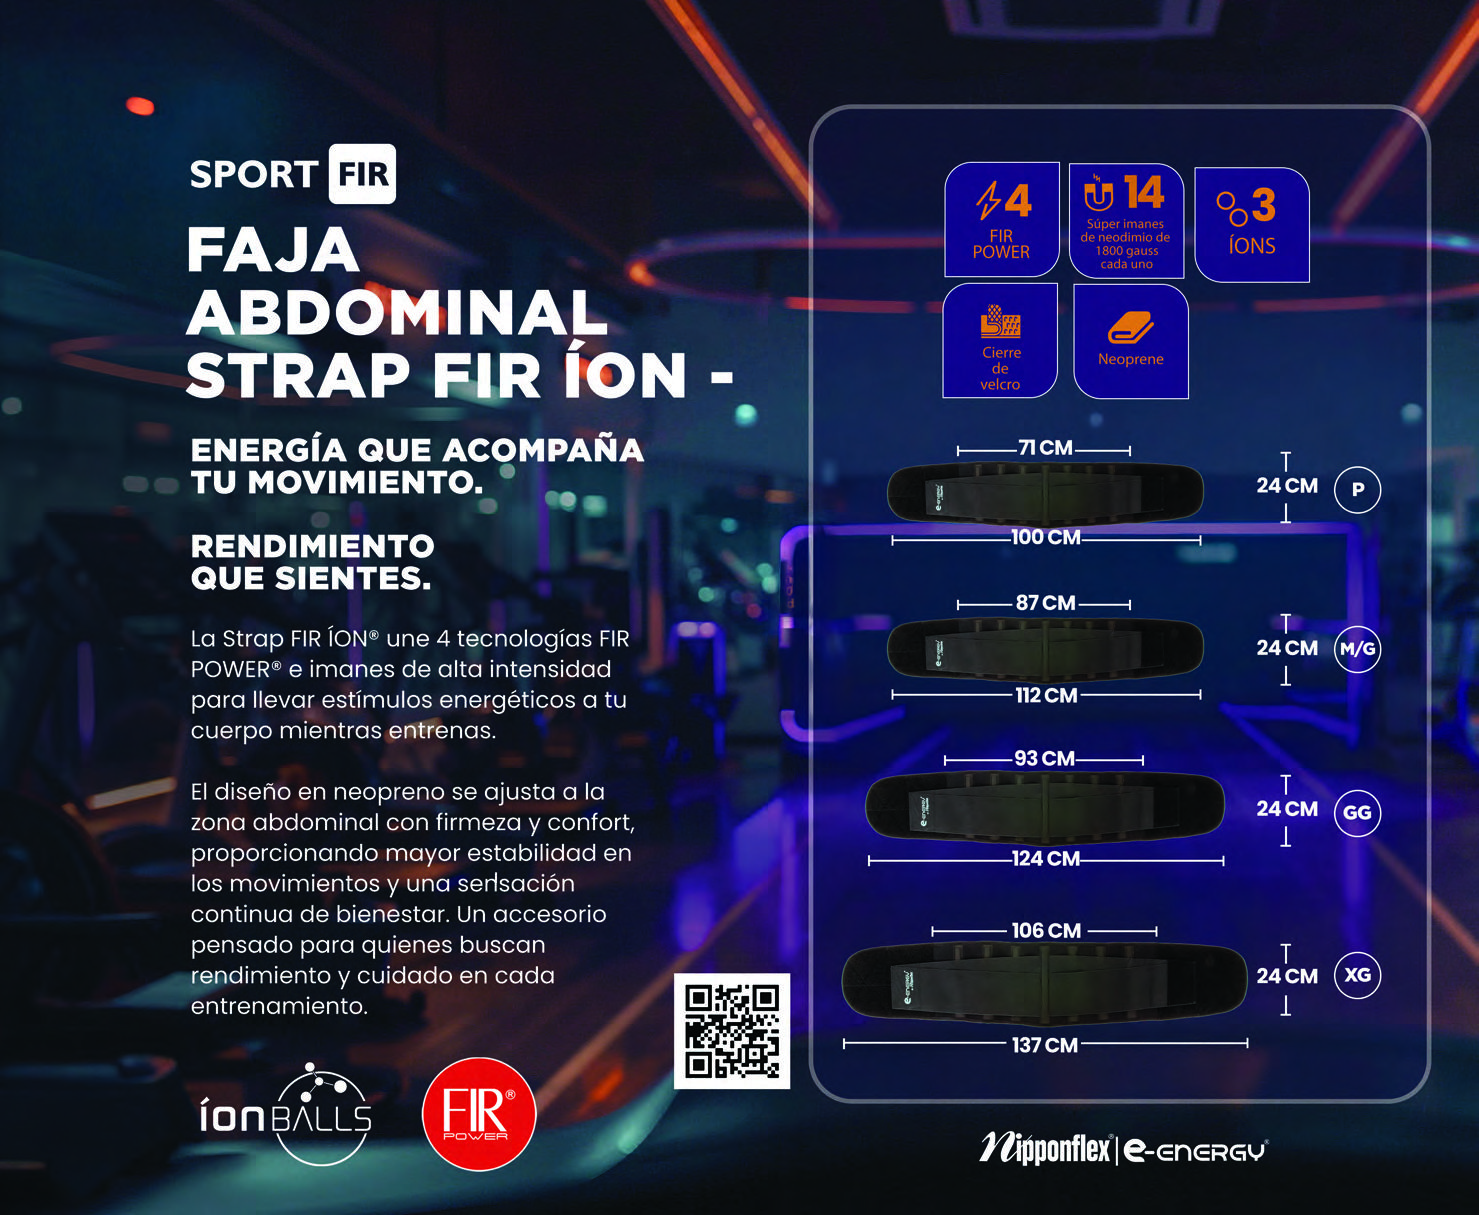 SPORT FIR
FAJA
ABDOMINAL
STRAP FIR ÍON -
ENERGÍA QUE ACOMPAÑA
TU MOVIMIENTO.
RENDIMIENTO
QUE SIENTES.
La Strap FIR ÍON® une 4 tecnologías FIR
POWER® e imanes de alta intensidad
para llevar estímulos energéticos a tu
cuerpo mientras entrenas.
El diseño en neopreno se ajusta a la
zona abdominal con firmeza y confort,
proporcionando mayor estabilidad en
los movimientos y una sensación
continua de bienestar. Un accesorio
pensado para quienes buscan
rendimiento y cuidado en cada
entrenamiento.
íonBALLS
FIR®
POWER
4
FIR
POWER
14
Súper imanes
de neodimio de
1800 gauss
cada uno
3
ÍONS
Cierre
de
velcro
Neoprene
71 CM
e-energy
24 CM P
100 CM
87 CM
e-energy
24 CM M/G
112 CM
93 CM
e-energy
24 CM GG
124 CM
106 CM
e-energy
24 CM XG
137 CM
Nipponflex® | e-energy®